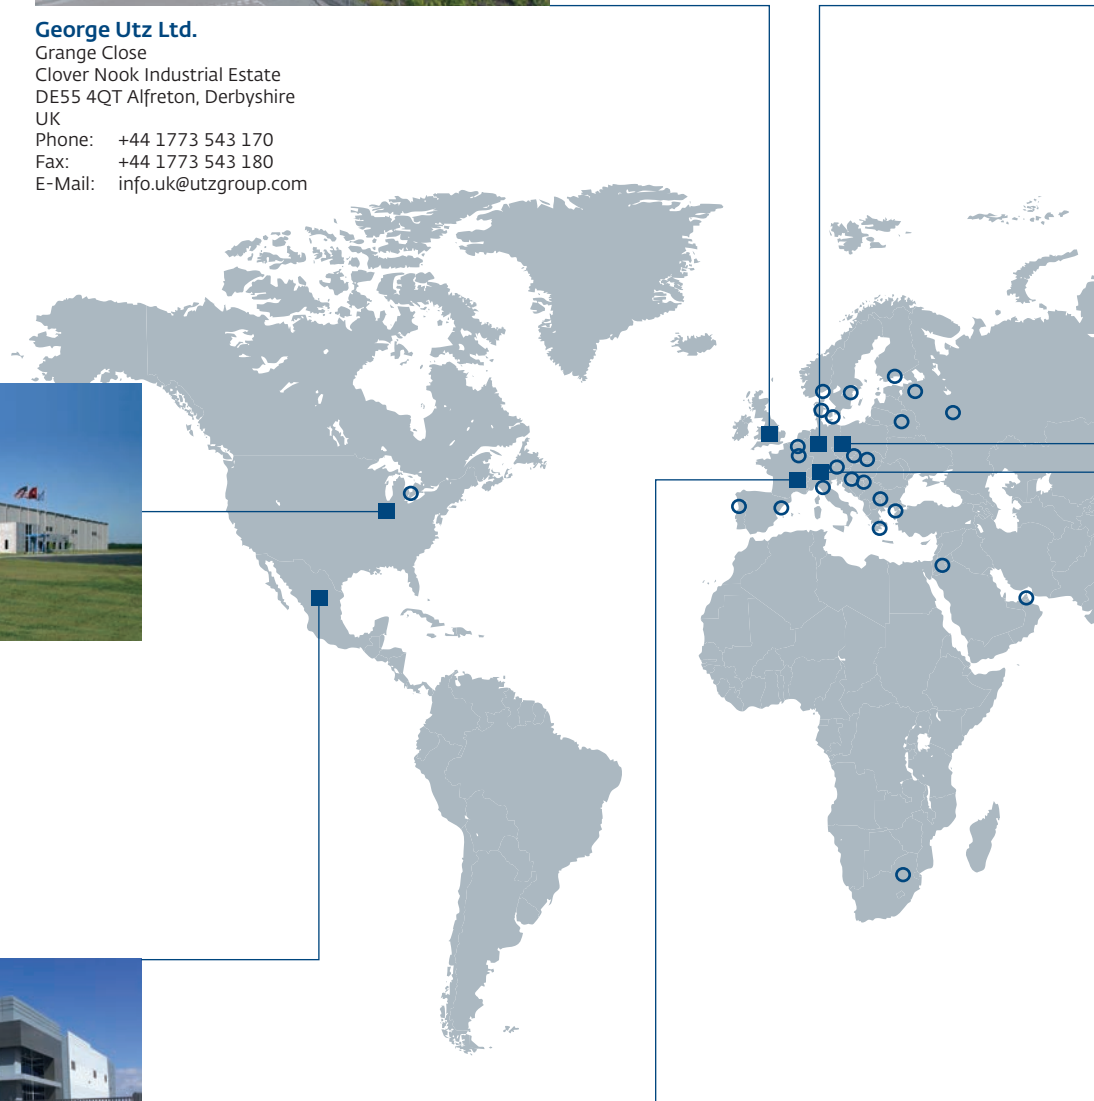 George Utz Ltd.
Grange Close
Clover Nook Industrial Estate
DE55 4QT Alfreton, Derbyshire
UK
Phone: +44 1773 543 170
Fax: +44 1773 543 180
E-Mail: info.uk@utzgroup.com